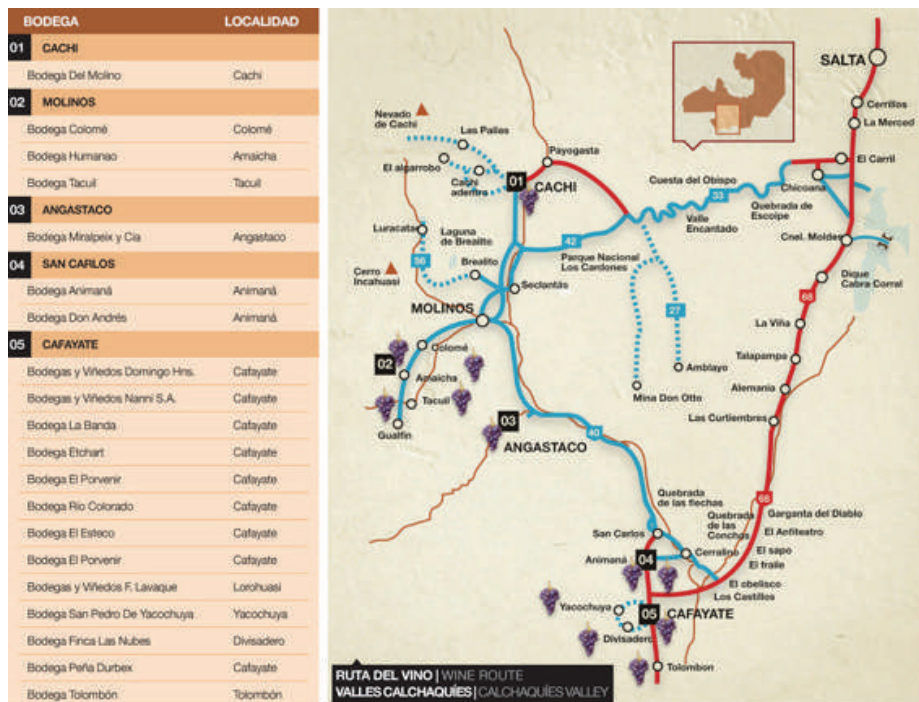 BODEGA LOCALIDAD
01 CACHI
Bodega Del Molino Cachi
02 MOLINOS
Bodega Colomé Colomé
Bodega Humanao Amaicha
Bodega Tacuil Tacuil
03 ANGASTACO
Bodega Miralpeix y Cia Angastaco
04 SAN CARLOS
Bodega Animaná Animaná
Bodega Don Andrés Animaná
05 CAFAYATE
Bodegas y Viñedos Domingo Hns. Cafayate
Bodegas y Viñedos Nanni S.A. Cafayate
Bodega La Banda Cafayate
Bodega Etchart Cafayate
Bodega El Porvenir Cafayate
Bodega Río Colorado Cafayate
Bodega El Esteco Cafayate
Bodega El Porvenir Cafayate
Bodegas y Viñedos F. Lavaque Lorohuasi
Bodega San Pedro De Yacochuya Yacochuya
Bodega Finca Las Nubes Divisadero
Bodega Peña Durbex Cafayate
Bodega Tolombón Tolombón
SALTA
Cerrillos
La Merced
El Carril
Chicoana
Nevado
de Cachi
Las Pailas
El algarrobo
Cachi
adentro
Payogasta
01
CACHI
Cuesta del Obispo
33
Valle
Encantado
Quebrada de
Escoipe
Luracatao
Laguna
de Brealito
42
Parque Nacional
Los Cardones
Cnel. Moldes
56
Brealito
Cerro
Incahuasi
Seclantás
Dique
Cabra Corral
MOLINOS
27
68
La Viña
02
Colomé
Amaicha
Tacuil
Gualfin
Amblayo
Mina Don Otto
Talapampa
Alemania
Las Curtiembres
03
ANGASTACO
40
Quebrada
de las flechas
68
Garganta del Diablo
Quebrada
de las
Conchas
El Anfiteatro
San Carlos
Cerralino
El sapo
El fraile
Animaná
04
El obelisco
Los Castillos
Yacochuya
05
CAFAYATE
Divisadero
Tolombon
RUTA DEL VINO | WINE ROUTE
VALLES CALCHAQUÍES | CALCHAQUÍES VALLEY